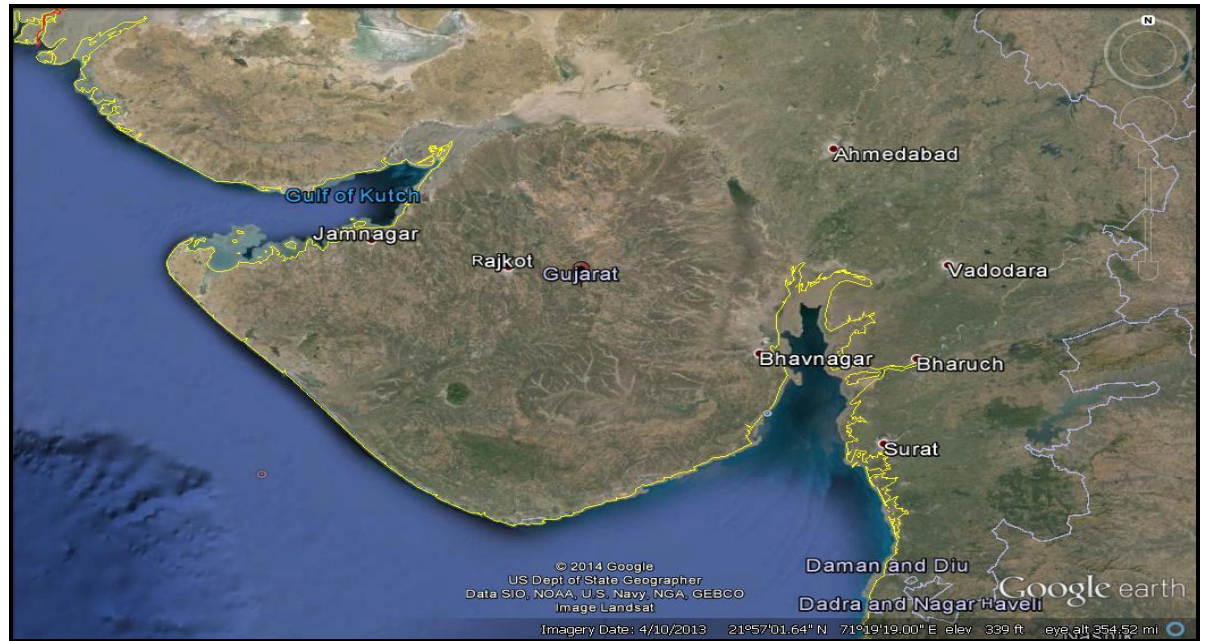 N
Ahmedabad
Gulf of Kutch
Jamnagar
Rajkot
Gujarat
Vadodara
Bhavnagar
Bharuch
Surat
Daman and Diu
© 2014 Google
US Dept of State Geographer
Data SIO, NOAA, U.S. Navy, NGA, GEBCO
Image Landsat
Google earth
Dadra and Nagar Haveli
Imagery Date: 4/10/2013 21°57'01.64" N 71°19'19.00" E elev 339 ft eye alt 354.52 mi